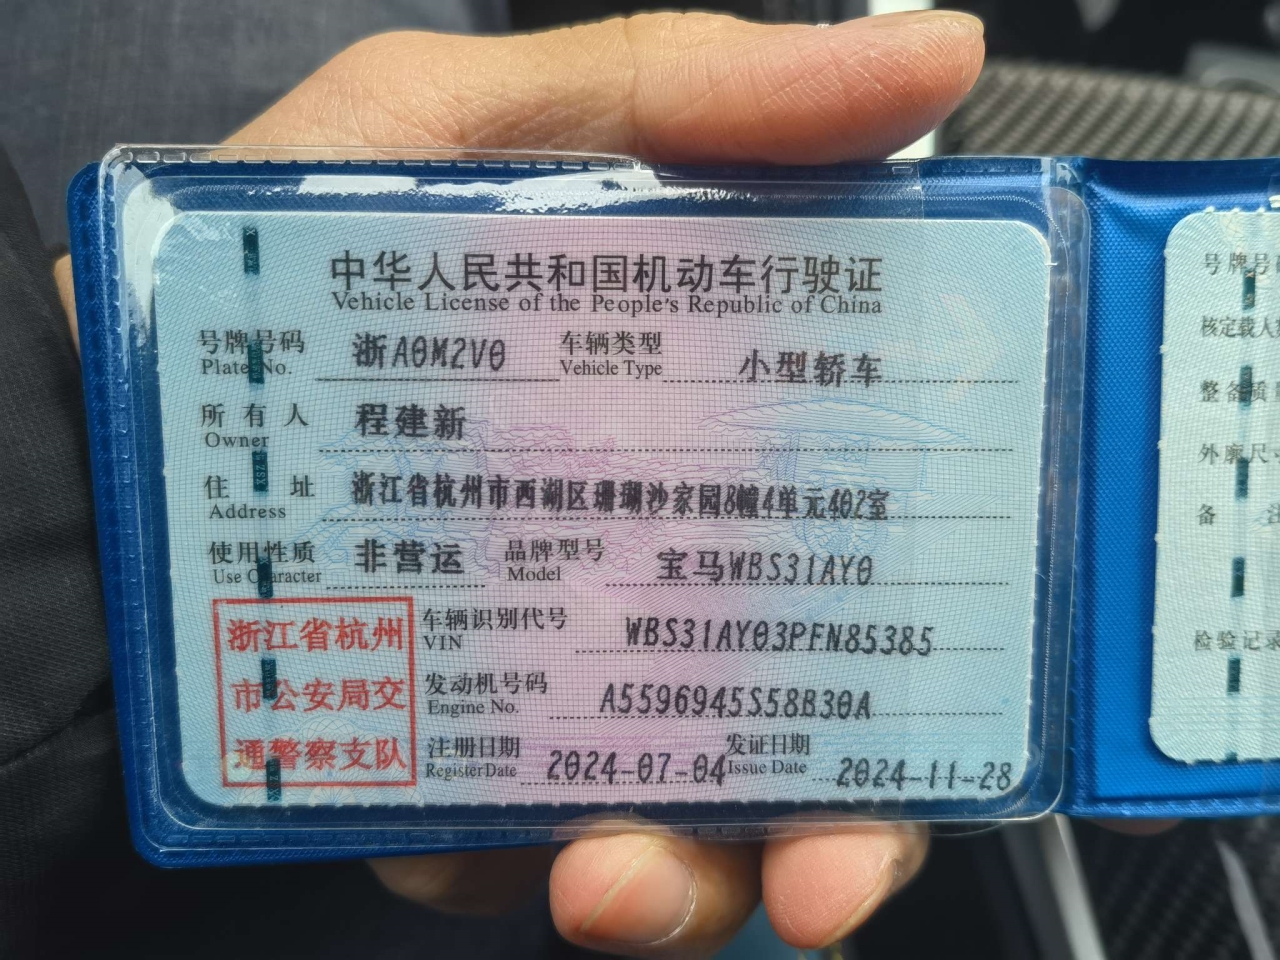 中华人民共和国机动车行驶证
Vehicle License of the People's Republic of China
号牌号码 浙A0M2V0 车辆类型 小型轿车
Plate No. Vehicle Type
所有人 程建新
Owner
住址 浙江省杭州市西湖区珊瑚沙家园8幢4单元402室
Address
使用性质 非营运 品牌型号 宝马WBS31AY0
Use Character Model
浙江省杭州
市公安局交
通警察支队
车辆识别代号 WBS31AY03PFN85385
VIN
发动机号码 A5596945S58B30A
Engine No.
注册日期 2024-07-04 发证日期 2024-11-28
Register Date Issue Date
号牌号
核定载人
整备质
外廓尺寸
备
检验记录